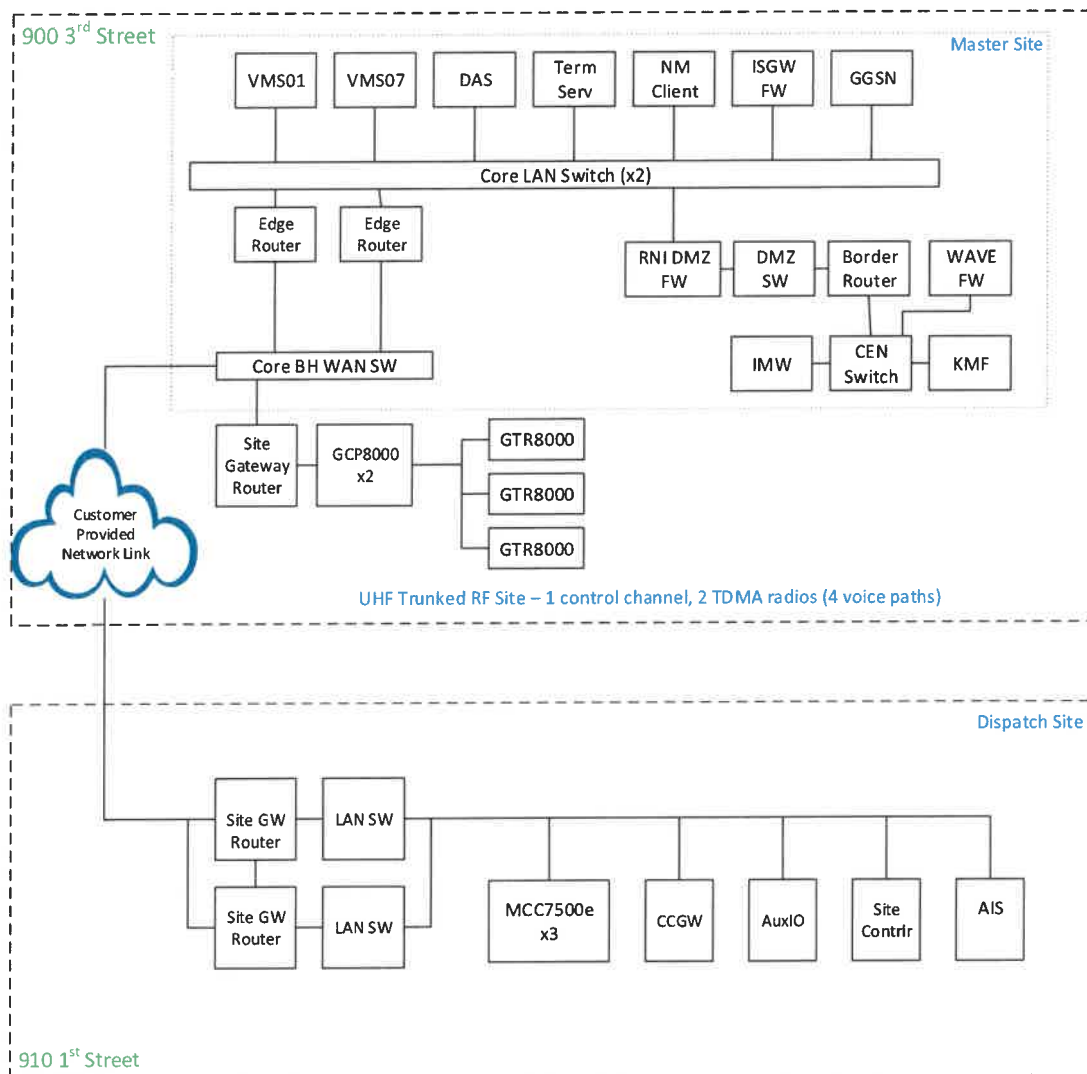 900 3rd Street
Master Site
VMS01
VMS07
DAS
Term
Serv
NM
Client
ISGW
FW
GGSN
Core LAN Switch (x2)
Edge
Router
Edge
Router
RNI DMZ
FW
DMZ
SW
Border
Router
WAVE
FW
Core BH WAN SW
IMW
CEN
Switch
KMF
Site
Gateway
Router
GCP8000
x2
GTR8000
GTR8000
GTR8000
Customer
Provided
Network Link
UHF Trunked RF Site – 1 control channel, 2 TDMA radios (4 voice paths)
Dispatch Site
Site GW
Router
LAN SW
Site GW
Router
LAN SW
MCC7500e
x3
CCGW
AuxIO
Site
Contrlr
AIS
910 1st Street